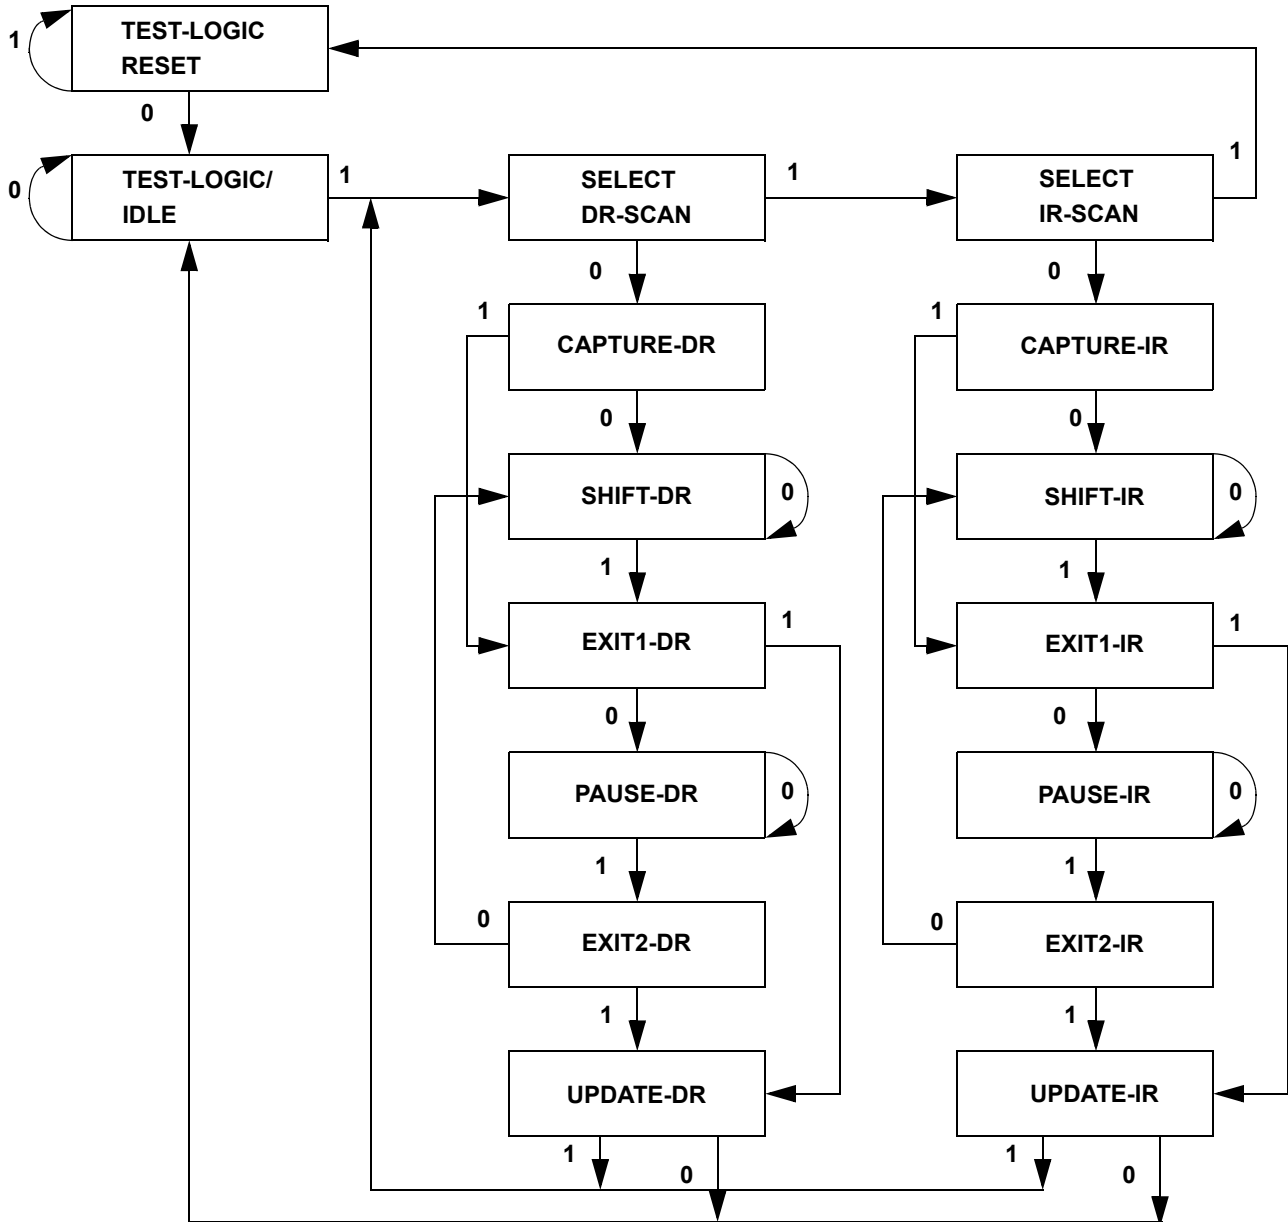 1
TEST-LOGIC
RESET
0
0
TEST-LOGIC/
IDLE
1
SELECT
DR-SCAN
1
SELECT
IR-SCAN
1
0
0
1
CAPTURE-DR
1
CAPTURE-IR
0
0
SHIFT-DR
0
SHIFT-IR
0
1
1
EXIT1-DR
1
EXIT1-IR
1
0
0
PAUSE-DR
0
PAUSE-IR
0
1
1
0
EXIT2-DR
0
EXIT2-IR
1
1
UPDATE-DR
UPDATE-IR
1
0
1
0